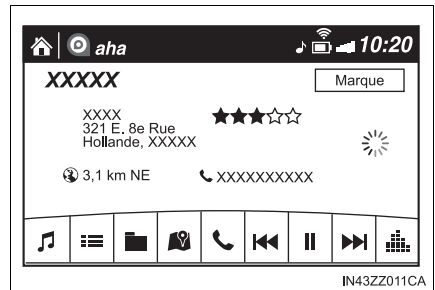 aha 10:20
XXXXX Marque
XXXX
321 E. 8e Rue
Hollande, XXXXX
3,1 km NE XXXXXXXXXX
IN43ZZ011CA